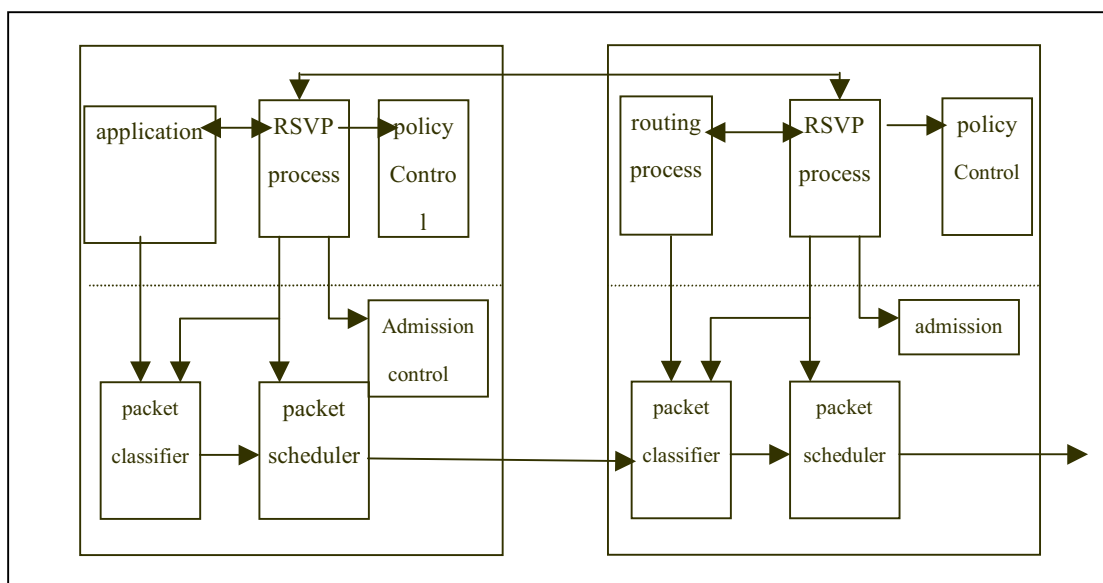 application
RSVP
process
policy
Contro
l
Admission
control
packet
classifier
packet
scheduler
routing
process
RSVP
process
policy
Control
admission
packet
classifier
packet
scheduler